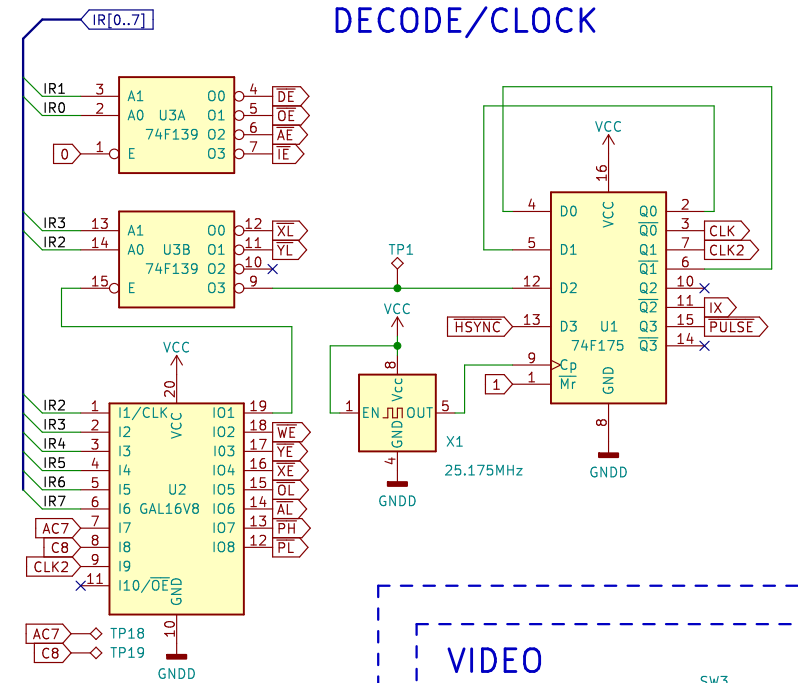 DECODE/CLOCK
IR[0..7]
IR1 3 A1 O0 4 DE
IR0 2 A0 U3A O1 5 OE
74F139 O2 6 AE
0 1 E O3 7 IE
IR3 13 A1 O0 12 XL
IR2 14 A0 U3B O1 11 YL
74F139 O2 10
15 E O3 9
TP1
VCC
16
VCC
4 D0 Q0 2
Q0 3 CLK
5 D1 Q1 7 CLK2
Q1 6
12 D2 Q2 10
Q2 11 IX
HSYNC 13 D3 U1 Q3 15 PULSE
74F175 Q3 14
9 Cp
1 1 Mr
GND
8
GNDD
VCC
8
Vcc
1 EN OUT 5
GND
X1
4
25.175MHz
GNDD
VCC
20
IR2 1 I1/CLK VCC IO1 19
IR3 2 I2 IO2 18 WE
IR4 3 I3 IO3 17 YE
IR5 4 I4 IO4 16 XE
IR6 5 I5 U2 IO5 15 OL
IR7 6 I6 GAL16V8 IO6 14 AL
AC7 7 I7 IO7 13 PH
C8 8 I8 IO8 12 PL
CLK2 9 I9
11 I10/OE GND
10
GNDD
AC7 TP18
C8 TP19
VIDEO
SW3